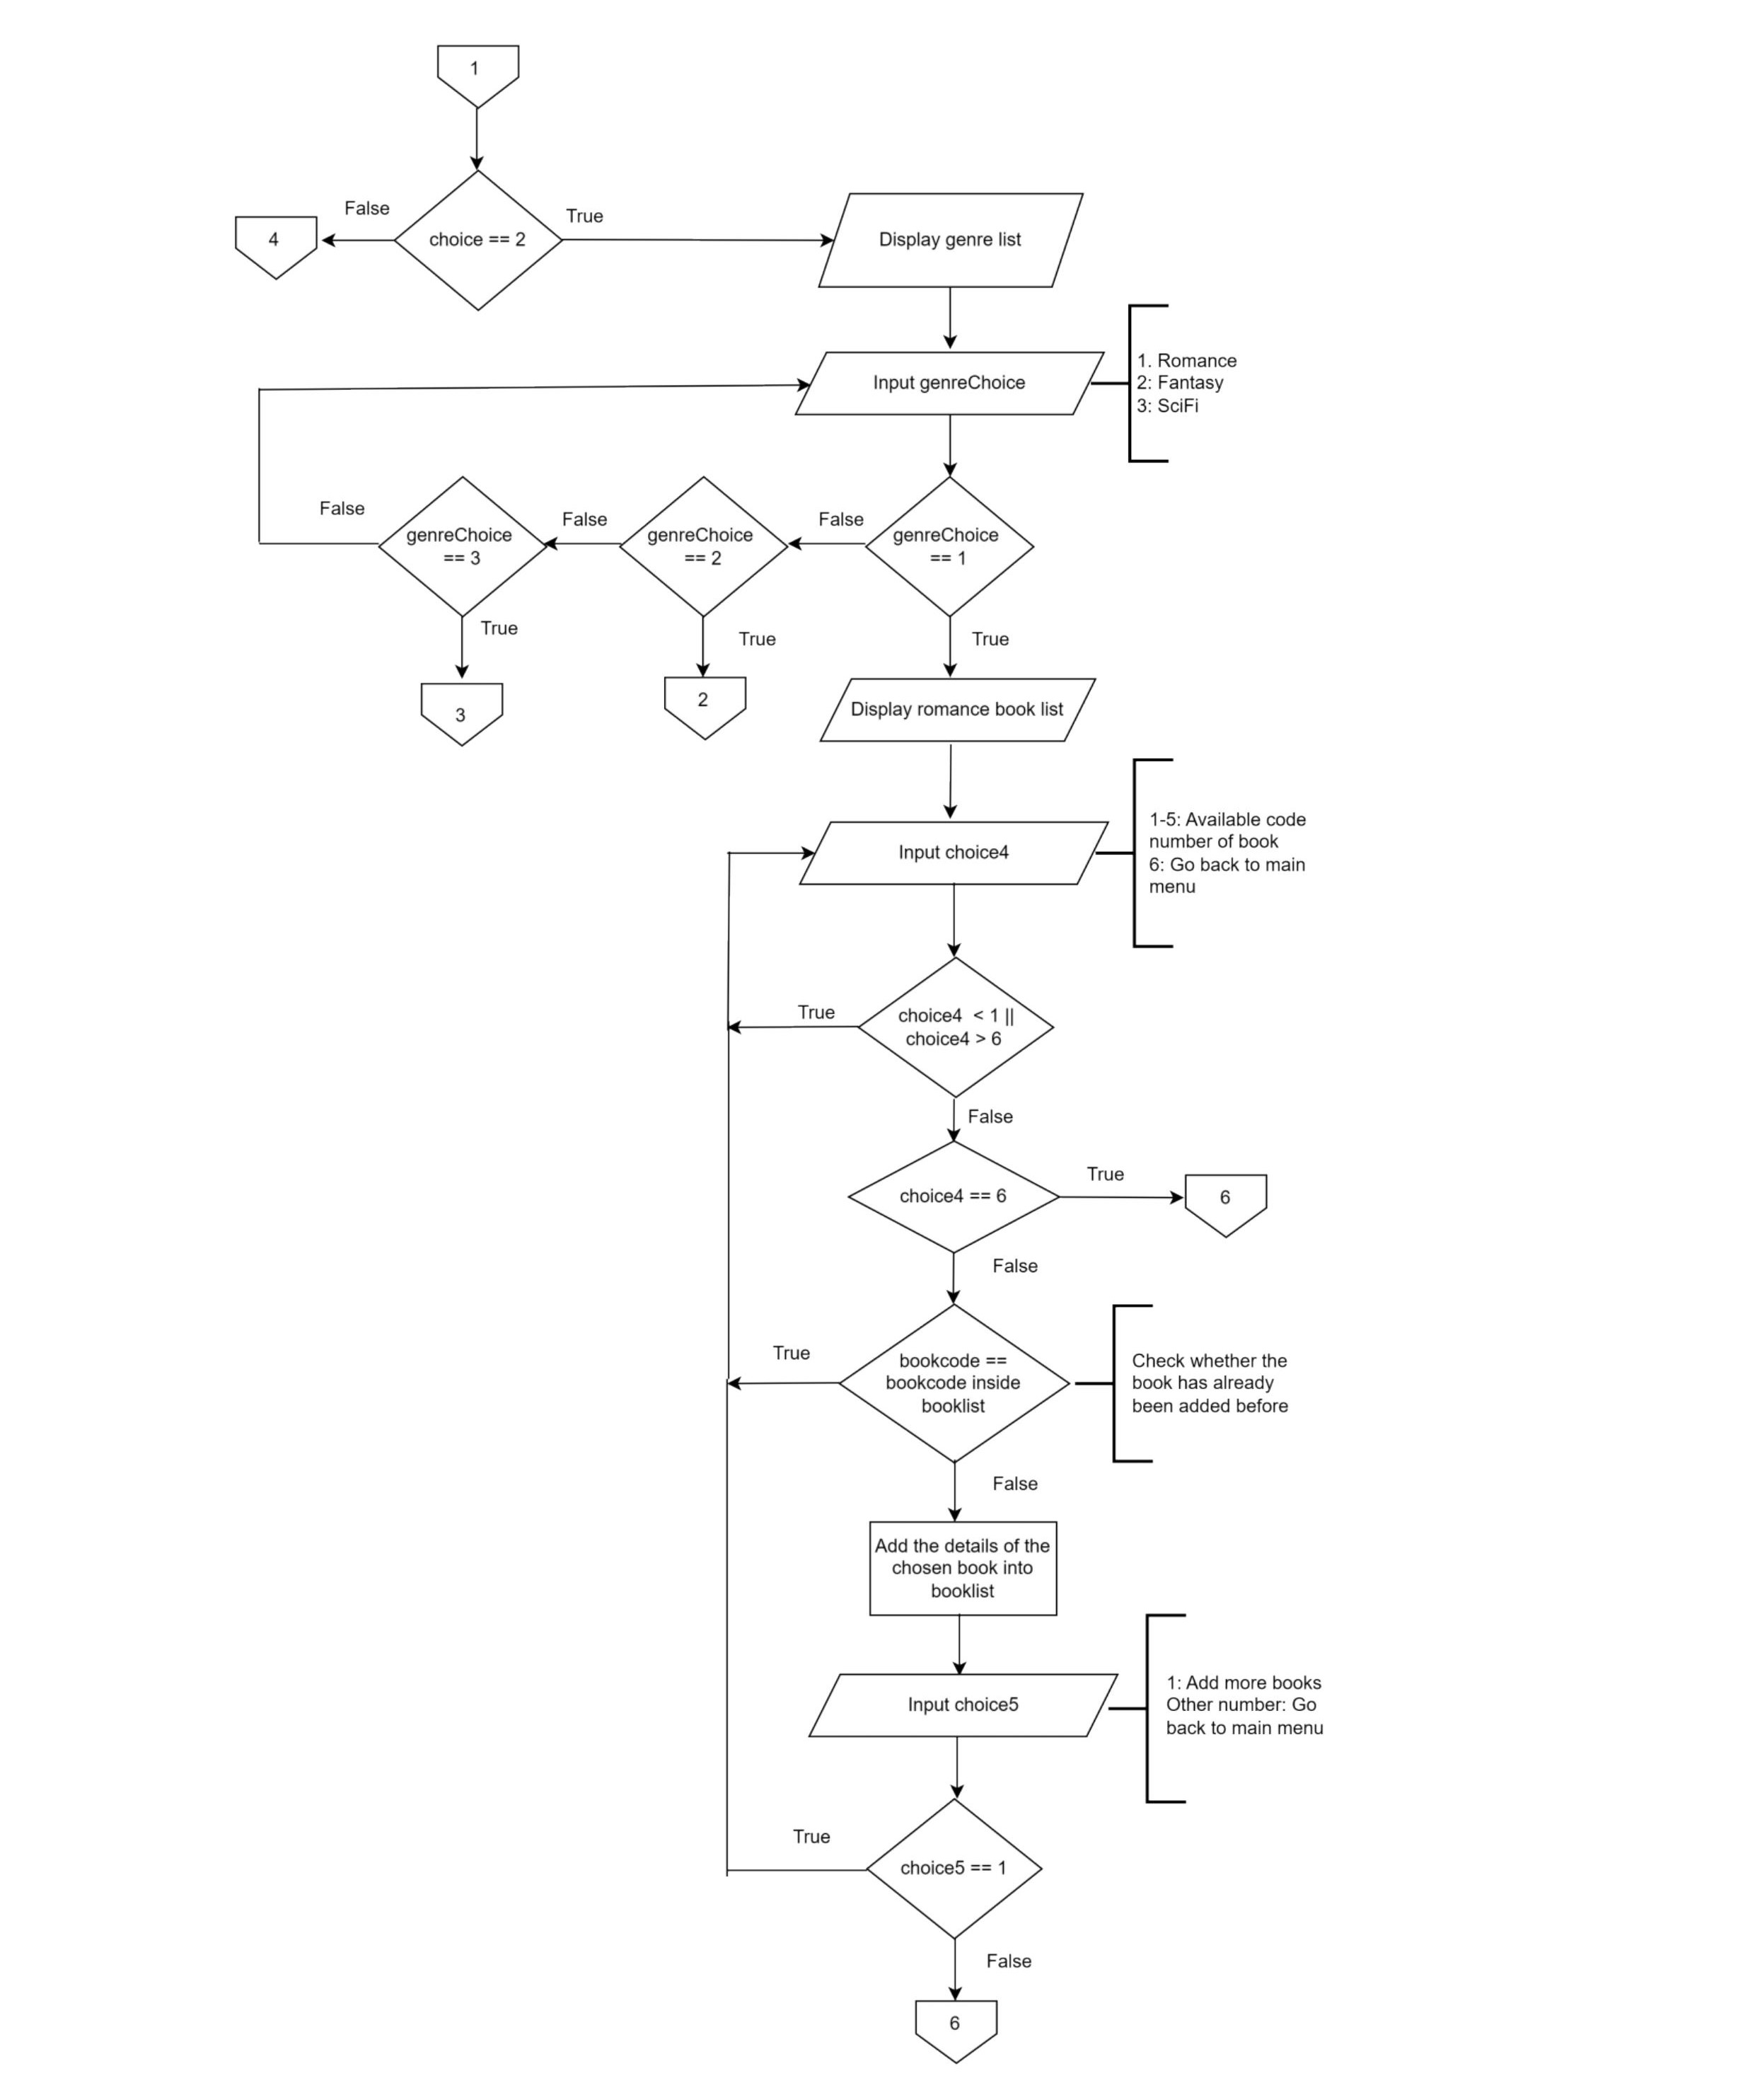 1
False
True
4
choice == 2
Display genre list
Input genreChoice
1. Romance
2: Fantasy
3: SciFi
False
False
False
genreChoice
== 3
genreChoice
== 2
genreChoice
== 1
True
True
True
3
2
Display romance book list
Input choice4
1-5: Available code
number of book
6: Go back to main
menu
True
choice4  < 1 ||
choice4 > 6
False
choice4 == 6
True
6
False
True
bookcode ==
bookcode inside
booklist
Check whether the
book has already
been added before
False
Add the details of the
chosen book into
booklist
Input choice5
1: Add more books
Other number: Go
back to main menu
True
choice5 == 1
False
6